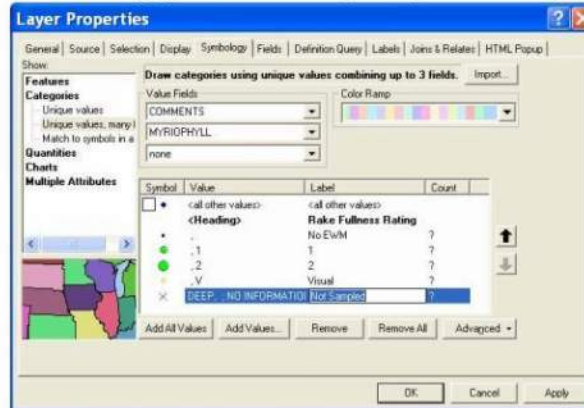 Layer Properties
General Source Selection Display Symbology Fields Definition Query Labels Joins & Relates HTML Popup
Show:
Features
Categories
Unique values
Unique values, many f
Match to symbols in a
Quantities
Charts
Multiple Attributes
Draw categories using unique values combining up to 3 fields. Import...
Value Fields
COMMENTS
MYRIOPHYLL
none
Color Ramp
Symbol Value Label Count
<all other values> <all other values>
<Heading> Rake Fullness Rating
, No EWM ?
, 1 1 ?
, 2 2 ?
, V Visual ?
DEEP, ; NO INFORMATIOI Not Sampled ?
Add All Values Add Values... Remove Remove All Advanced
OK Cancel Apply